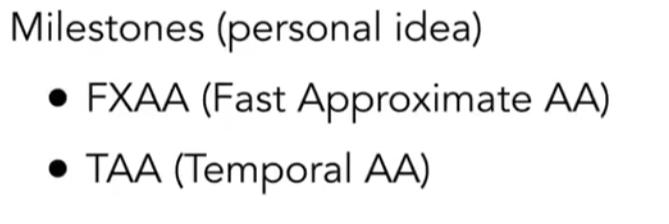 Milestones (personal idea)
• FXAA (Fast Approximate AA)
• TAA (Temporal AA)